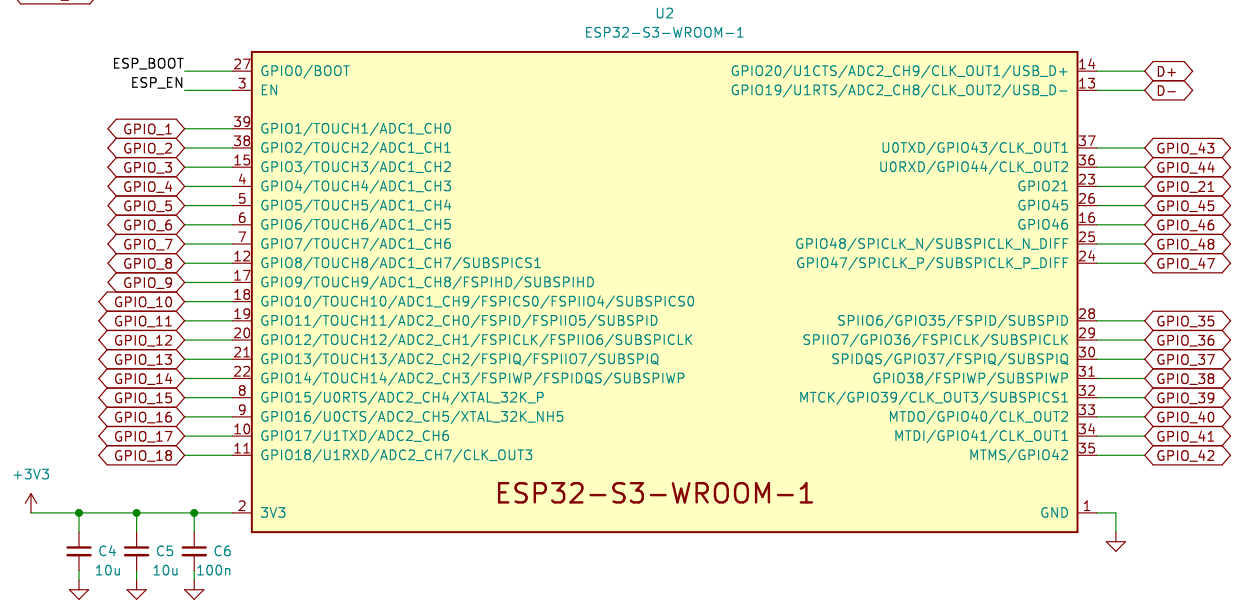 U2
ESP32-S3-WROOM-1
ESP_BOOT 27 GPIO0/BOOT GPIO20/U1CTS/ADC2_CH9/CLK_OUT1/USB_D+ 14 D+
ESP_EN 3 EN GPIO19/U1RTS/ADC2_CH8/CLK_OUT2/USB_D- 13 D-
GPIO_1 39 GPIO1/TOUCH1/ADC1_CH0
GPIO_2 38 GPIO2/TOUCH2/ADC1_CH1 U0TXD/GPIO43/CLK_OUT1 37 GPIO_43
GPIO_3 15 GPIO3/TOUCH3/ADC1_CH2 U0RXD/GPIO44/CLK_OUT2 36 GPIO_44
GPIO_4 4 GPIO4/TOUCH4/ADC1_CH3 GPIO21 23 GPIO_21
GPIO_5 5 GPIO5/TOUCH5/ADC1_CH4 GPIO45 26 GPIO_45
GPIO_6 6 GPIO6/TOUCH6/ADC1_CH5 GPIO46 16 GPIO_46
GPIO_7 7 GPIO7/TOUCH7/ADC1_CH6 GPIO48/SPICLK_N/SUBSPICLK_N_DIFF 25 GPIO_48
GPIO_8 12 GPIO8/TOUCH8/ADC1_CH7/SUBSPICS1 GPIO47/SPICLK_P/SUBSPICLK_P_DIFF 24 GPIO_47
GPIO_9 17 GPIO9/TOUCH9/ADC1_CH8/FSPIHD/SUBSPIHD
GPIO_10 18 GPIO10/TOUCH10/ADC1_CH9/FSPICS0/FSPIIO4/SUBSPICS0
GPIO_11 19 GPIO11/TOUCH11/ADC2_CH0/FSPID/FSPIIO5/SUBSPID SPIIO6/GPIO35/FSPID/SUBSPID 28 GPIO_35
GPIO_12 20 GPIO12/TOUCH12/ADC2_CH1/FSPICLK/FSPIIO6/SUBSPICLK SPIIO7/GPIO36/FSPICLK/SUBSPICLK 29 GPIO_36
GPIO_13 21 GPIO13/TOUCH13/ADC2_CH2/FSPIQ/FSPIIO7/SUBSPIQ SPIDQS/GPIO37/FSPIQ/SUBSPIQ 30 GPIO_37
GPIO_14 22 GPIO14/TOUCH14/ADC2_CH3/FSPIWP/FSPIDQS/SUBSPIWP GPIO38/FSPIWP/SUBSPIWP 31 GPIO_38
GPIO_15 8 GPIO15/U0RTS/ADC2_CH4/XTAL_32K_P MTCK/GPIO39/CLK_OUT3/SUBSPICS1 32 GPIO_39
GPIO_16 9 GPIO16/U0CTS/ADC2_CH5/XTAL_32K_NH5 MTDO/GPIO40/CLK_OUT2 33 GPIO_40
GPIO_17 10 GPIO17/U1TXD/ADC2_CH6 MTDI/GPIO41/CLK_OUT1 34 GPIO_41
GPIO_18 11 GPIO18/U1RXD/ADC2_CH7/CLK_OUT3 MTMS/GPIO42 35 GPIO_42
+3V3
ESP32-S3-WROOM-1
2 3V3 GND 1
C4 C5 C6
10u 10u 100n